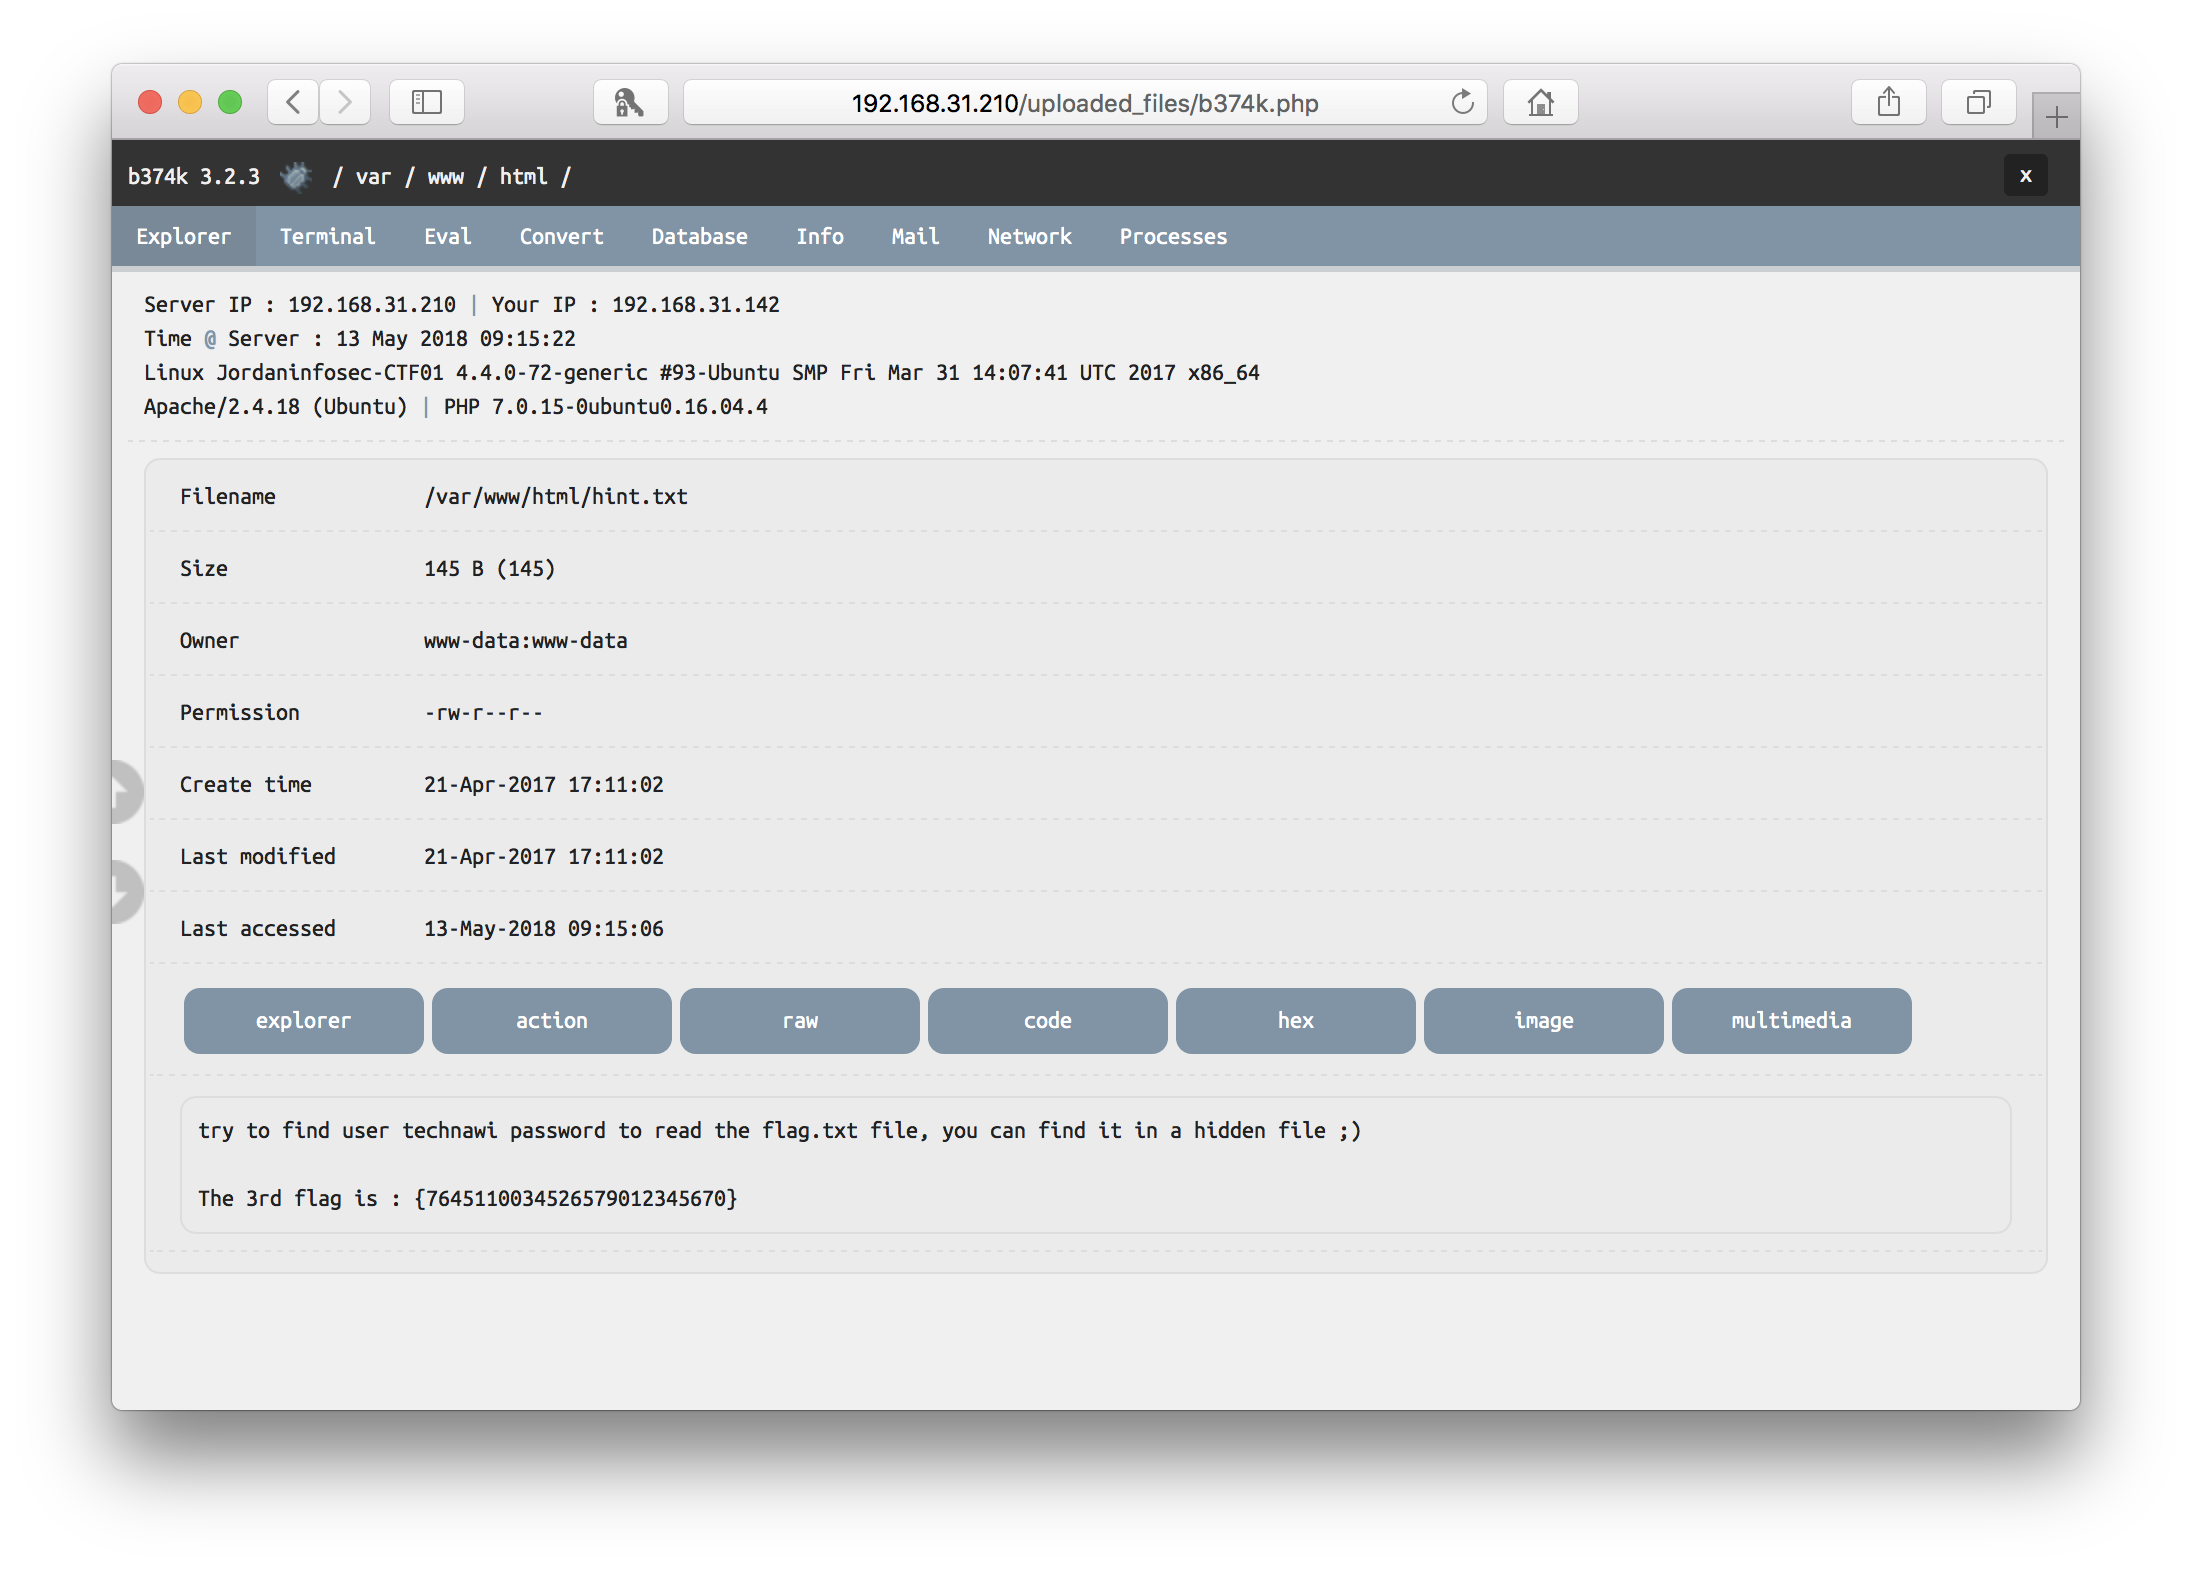 192.168.31.210/uploaded_files/b374k.php
b374k 3.2.3 / var / www / html / x
Explorer Terminal Eval Convert Database Info Mail Network Processes
Server IP : 192.168.31.210 | Your IP : 192.168.31.142
Time @ Server : 13 May 2018 09:15:22
Linux Jordaninfosec-CTF01 4.4.0-72-generic #93-Ubuntu SMP Fri Mar 31 14:07:41 UTC 2017 x86_64
Apache/2.4.18 (Ubuntu) | PHP 7.0.15-0ubuntu0.16.04.4
Filename /var/www/html/hint.txt
Size 145 B (145)
Owner www-data:www-data
Permission -rw-r--r--
Create time 21-Apr-2017 17:11:02
Last modified 21-Apr-2017 17:11:02
Last accessed 13-May-2018 09:15:06
explorer action raw code hex image multimedia
try to find user technawi password to read the flag.txt file, you can find it in a hidden file ;)
The 3rd flag is : {7645110034526579012345670}